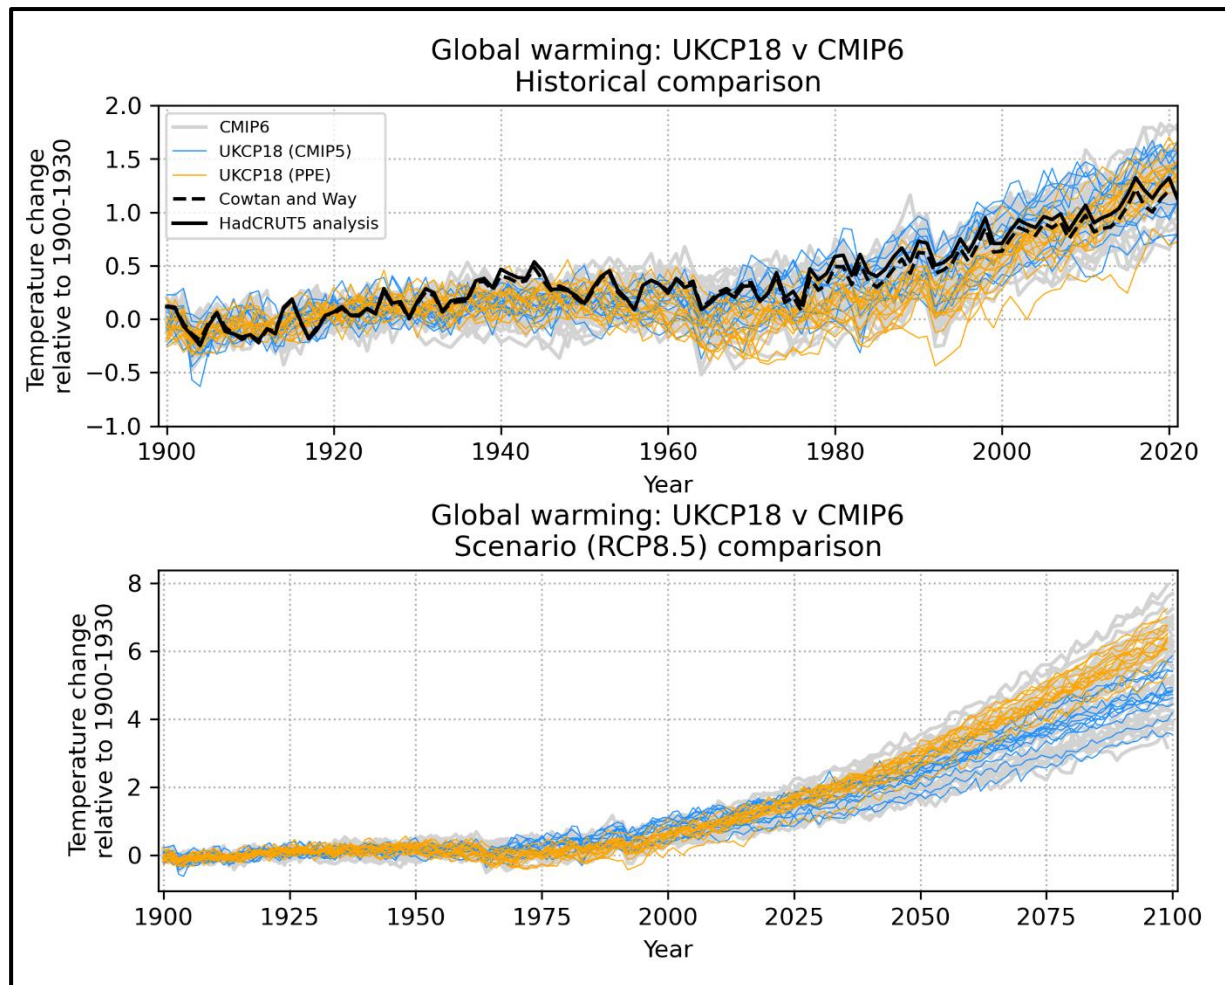 Global warming: UKCP18 v CMIP6
Historical comparison
Temperature change
relative to 1900-1930
2.0
1.5
1.0
0.5
0.0
−0.5
−1.0
CMIP6
UKCP18 (CMIP5)
UKCP18 (PPE)
Cowtan and Way
HadCRUT5 analysis
1900 1920 1940 1960 1980 2000 2020
Year
Global warming: UKCP18 v CMIP6
Scenario (RCP8.5) comparison
Temperature change
relative to 1900-1930
8
6
4
2
0
1900 1925 1950 1975 2000 2025 2050 2075 2100
Year